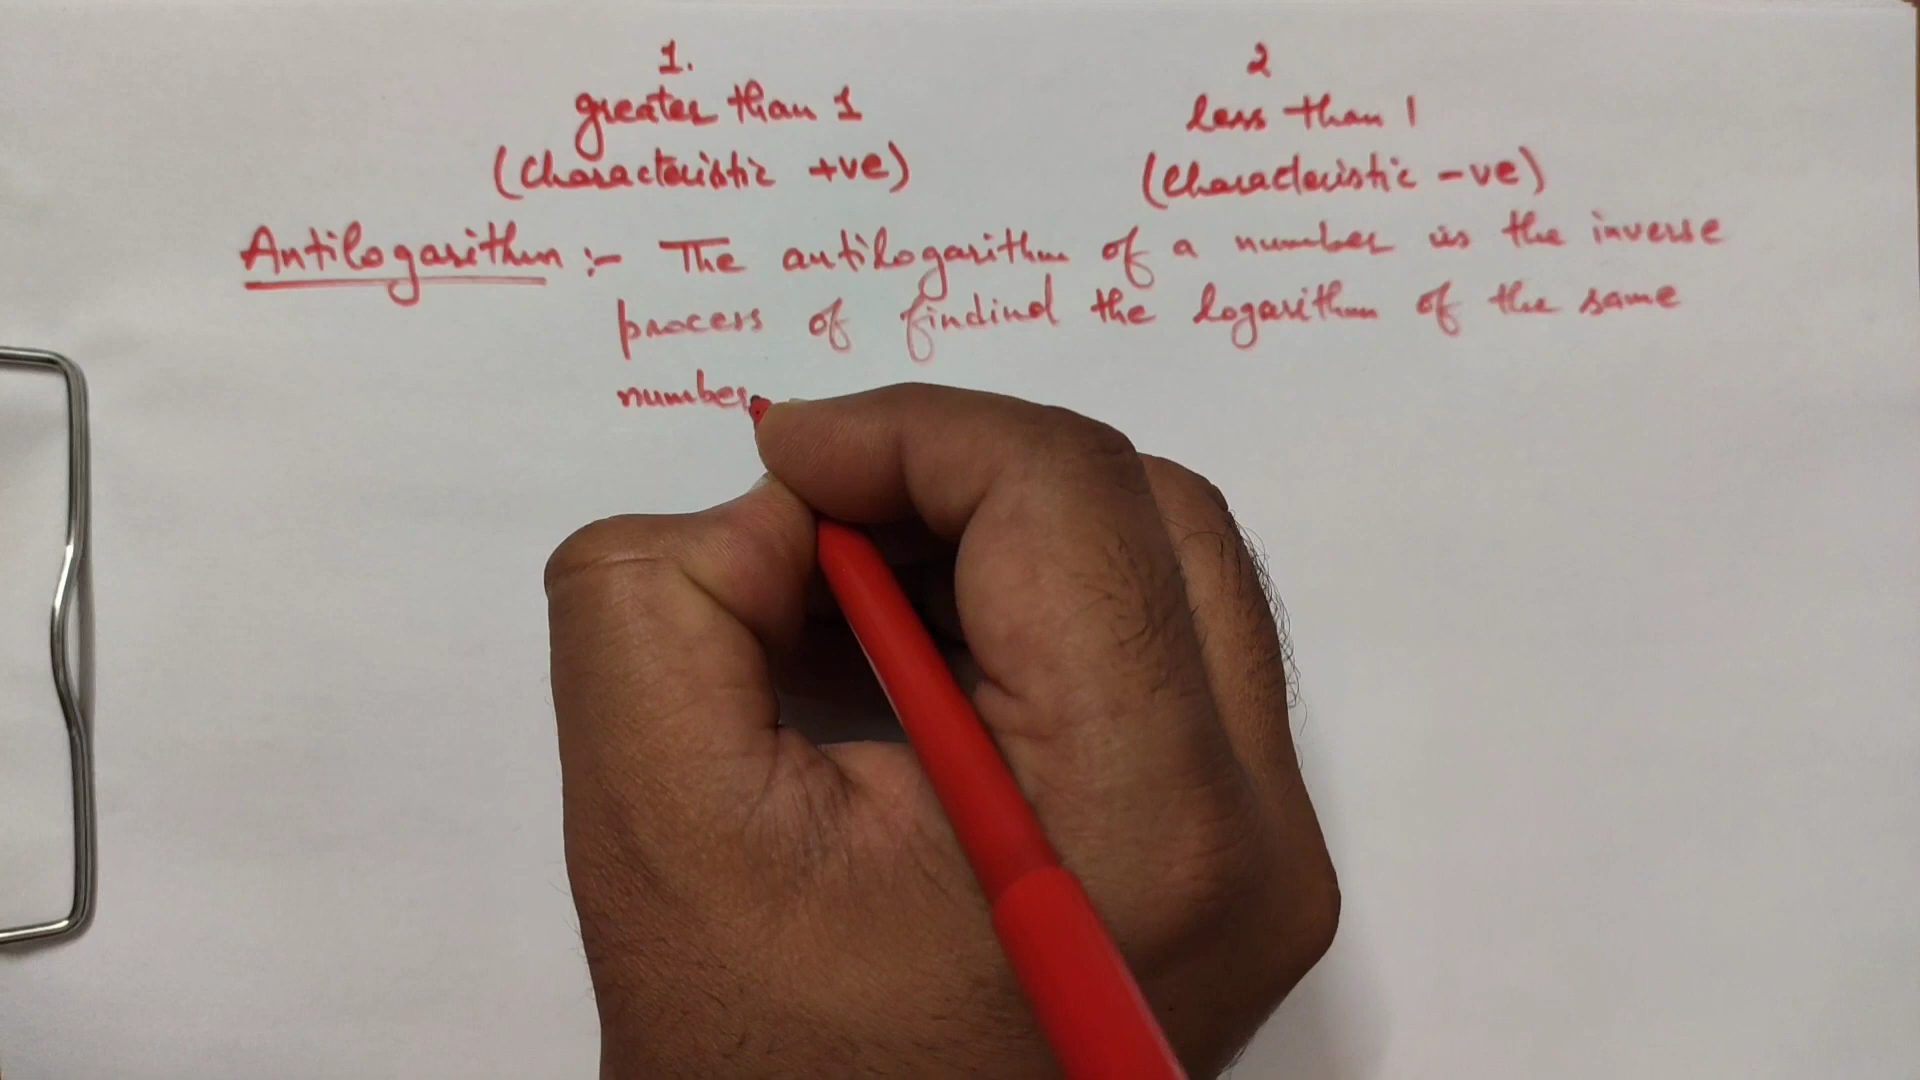 1. 2
greater than 1 less than 1
(Characteristic +ve) (Characteristic -ve)
Antilogarithm :- The antilogarithm of a number is the inverse
process of findind the logarithm of the same
number